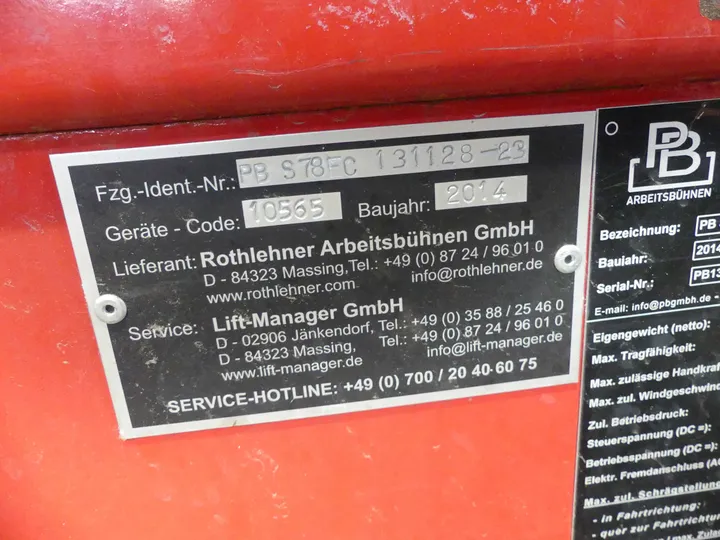 Fzg.-Ident.-Nr.: PB S78FC 131128-23
Geräte - Code: 10565 Baujahr: 2014
Lieferant: Rothlehner Arbeitsbühnen GmbH
D - 84323 Massing, Tel.: +49 (0) 87 24 / 96 01 0
www.rothlehner.com info@rothlehner.de
Service: Lift-Manager GmbH
D - 02906 Jänkendorf, Tel.: +49 (0) 35 88 / 25 46 0
D - 84323 Massing, Tel.: +49 (0) 87 24 / 96 01 0
www.lift-manager.de info@lift-manager.de
SERVICE-HOTLINE: +49 (0) 700 / 20 40 60 75
PB
ARBEITSBÜHNEN
Bezeichnung: PB
Baujahr: 2014
Serial-Nr.: PB13
E-mail: info@pbgmbh.de
Eigengewicht (netto):
Max. Tragfähigkeit:
Max. zulässige Handkraf
Max. zul. Windgeschwind
Zul. Betriebsdruck:
Steuerspannung (DC =):
Betriebsspannung (DC =):
Elektr. Fremdanschluss (A
Max. zul. Schrägstellung
- in Fahrtrichtung:
- quer zur Fahrtrichtung:
/ max. Zula